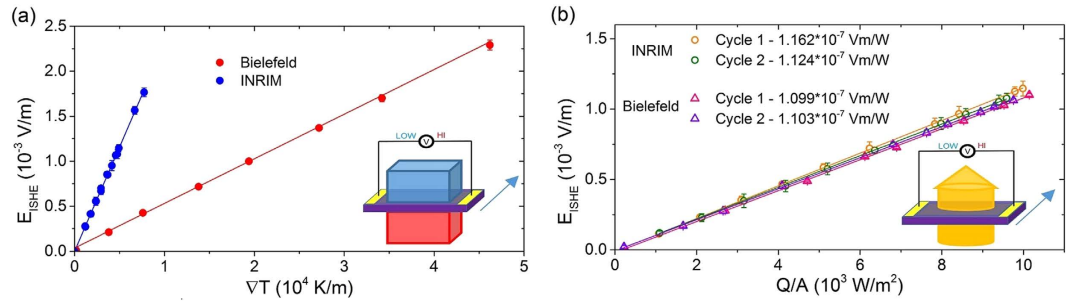 (a)
2.5
2.0
1.5
1.0
0.5
0.0
E_ISHE (10^-3 V/m)
Bielefeld
INRIM
LOW V HI
0 1 2 3 4 5
∇T (10^4 K/m)
(b)
1.5
1.0
0.5
0.0
E_ISHE (10^-3 V/m)
INRIM
Cycle 1 - 1.162*10^-7 Vm/W
Cycle 2 - 1.124*10^-7 Vm/W
Bielefeld
Cycle 1 - 1.099*10^-7 Vm/W
Cycle 2 - 1.103*10^-7 Vm/W
LOW V HI
0 2 4 6 8 10
Q/A (10^3 W/m^2)